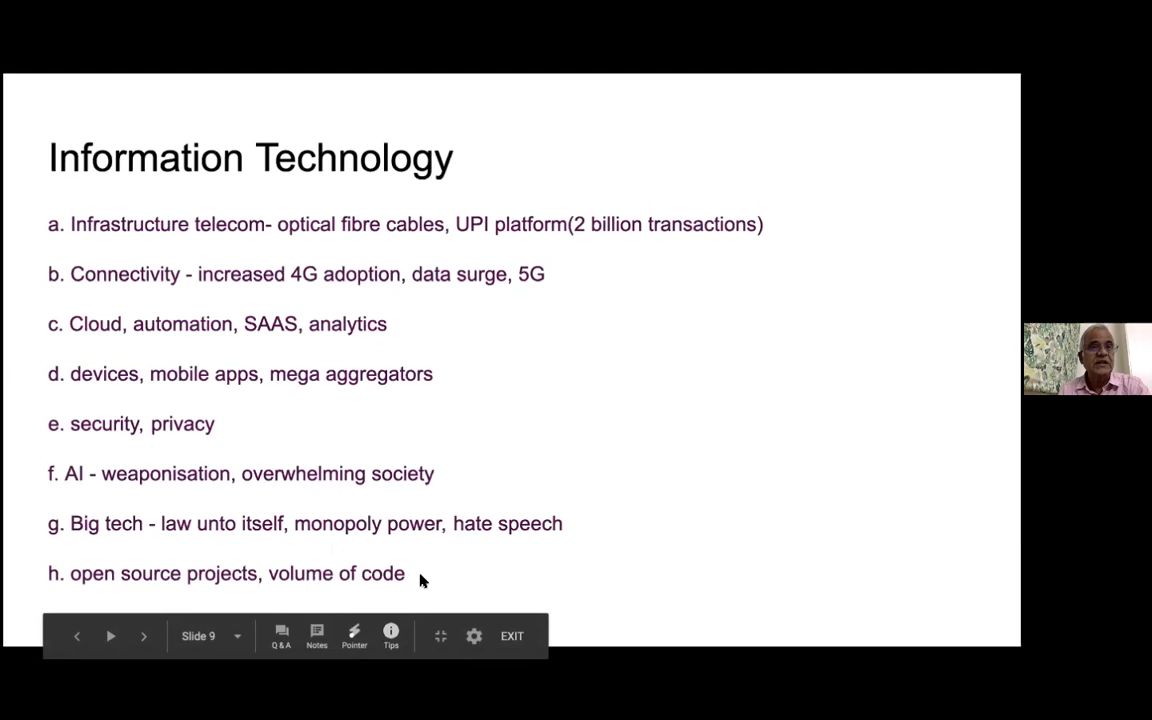 Information Technology
a. Infrastructure telecom- optical fibre cables, UPI platform(2 billion transactions)
b. Connectivity - increased 4G adoption, data surge, 5G
c. Cloud, automation, SAAS, analytics
d. devices, mobile apps, mega aggregators
e. security, privacy
f. AI - weaponisation, overwhelming society
g. Big tech - law unto itself, monopoly power, hate speech
h. open source projects, volume of code
Slide 9 Q & A Notes Pointer Tips EXIT